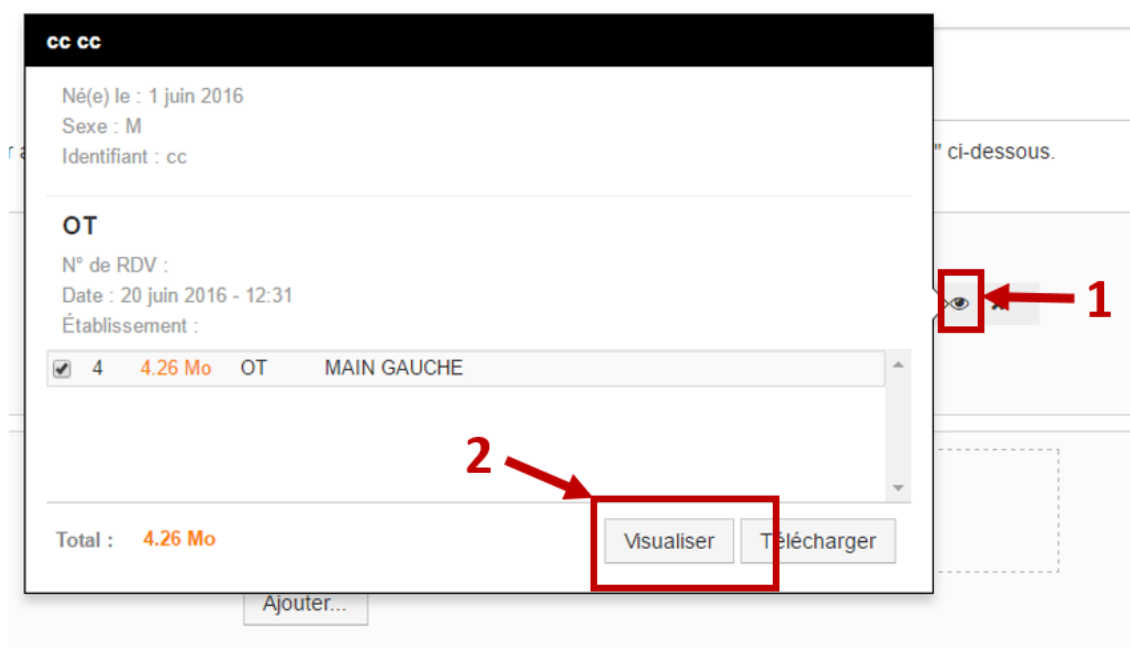 cc cc
Né(e) le : 1 juin 2016
Sexe : M
Identifiant : cc
" ci-dessous.
OT
N° de RDV :
Date : 20 juin 2016 - 12:31
Établissement :
1
4 4.26 Mo OT MAIN GAUCHE
2
Total : 4.26 Mo Visualiser Télécharger
Ajouter...